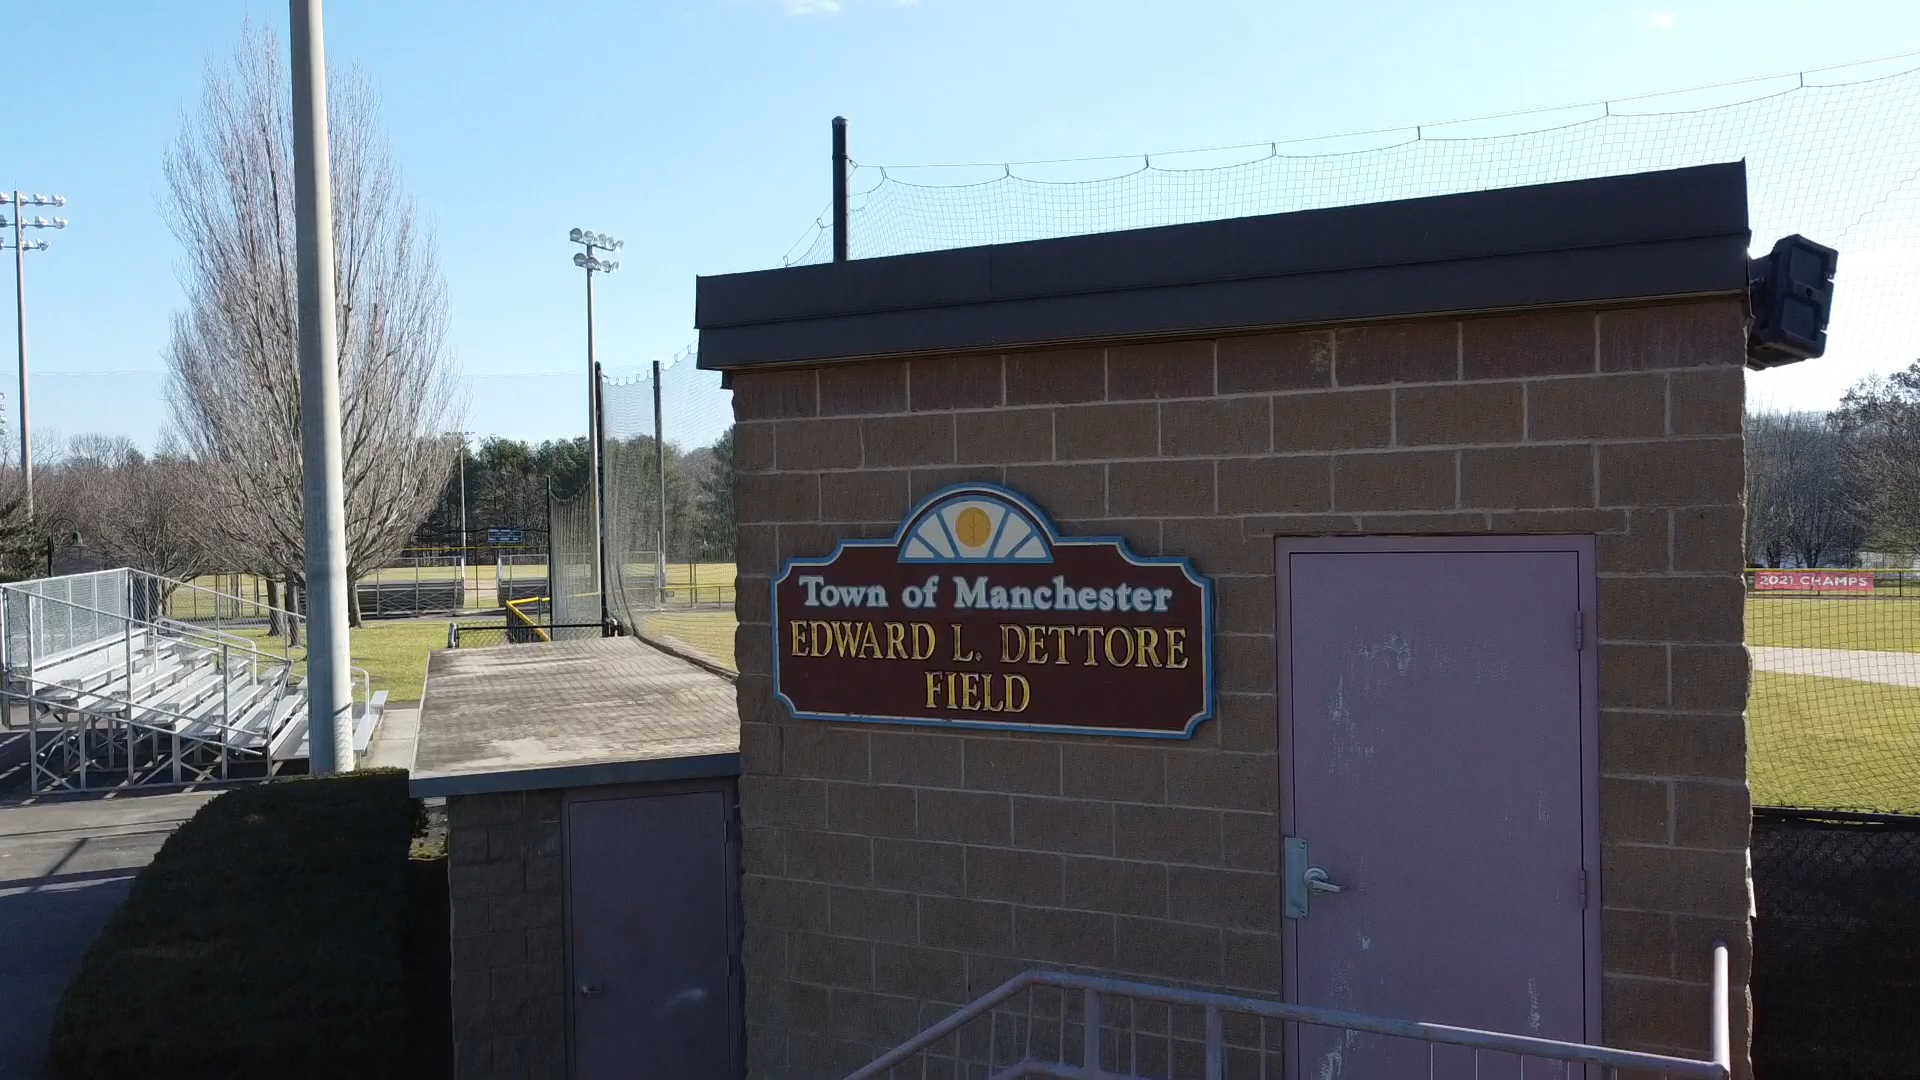 Town of Manchester
EDWARD L. DETTORE
FIELD
2021 CHAMPS